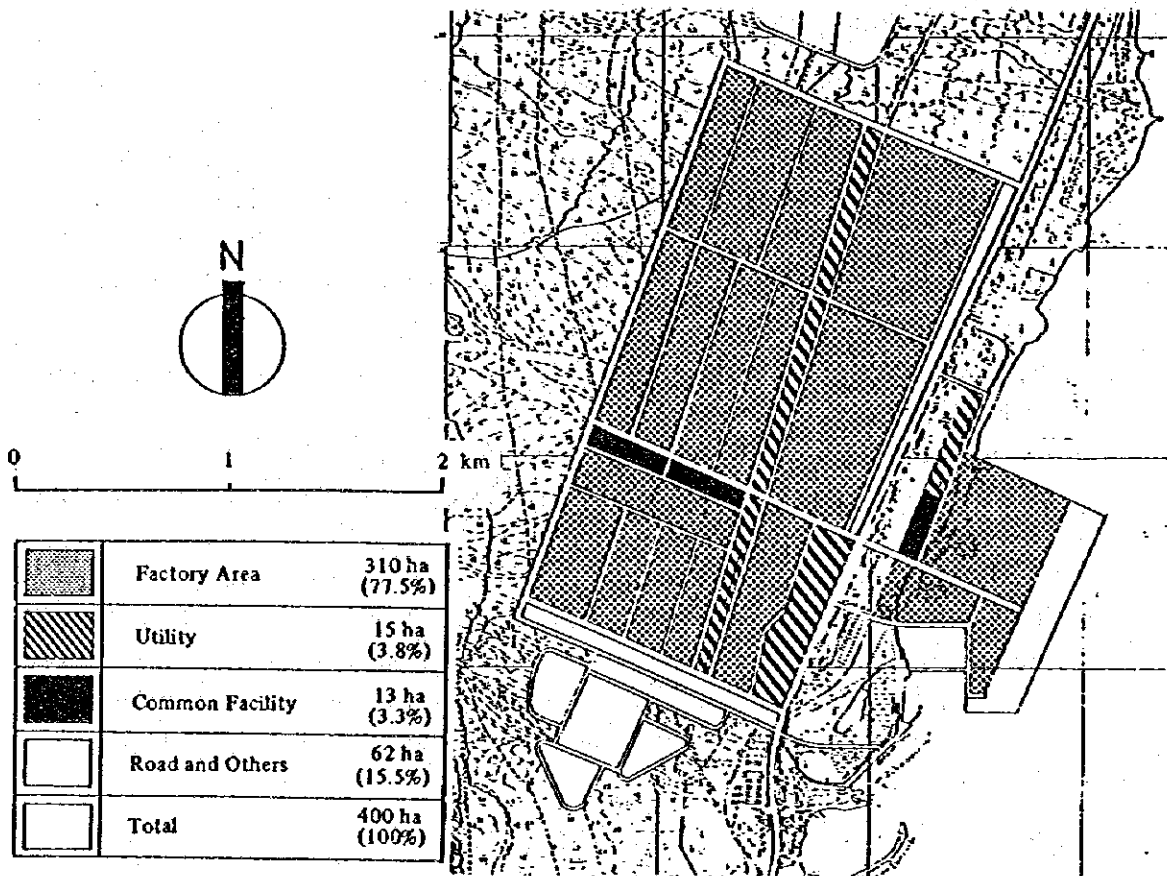 N
0 1 2 km
Factory Area 310 ha
(77.5%)
Utility 15 ha
(3.8%)
Common Facility 13 ha
(3.3%)
Road and Others 62 ha
(15.5%)
Total 400 ha
(100%)